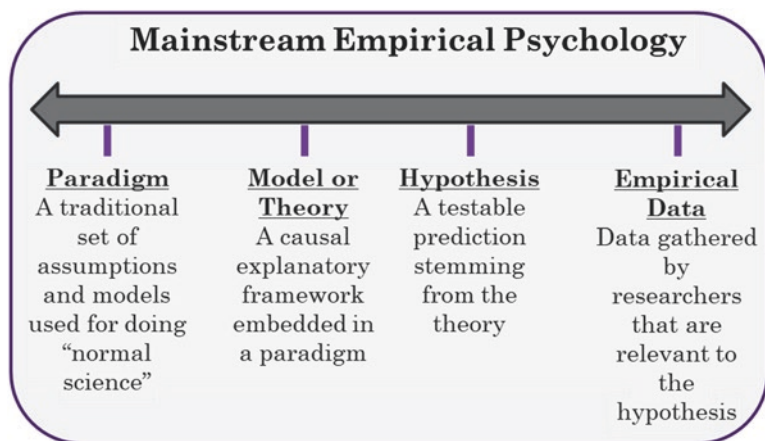 Mainstream Empirical Psychology
Paradigm
A traditional
set of
assumptions
and models
used for doing
“normal
science”
Model or
Theory
A causal
explanatory
framework
embedded in
a paradigm
Hypothesis
A testable
prediction
stemming
from the
theory
Empirical
Data
Data gathered
by
researchers
that are
relevant to
the
hypothesis